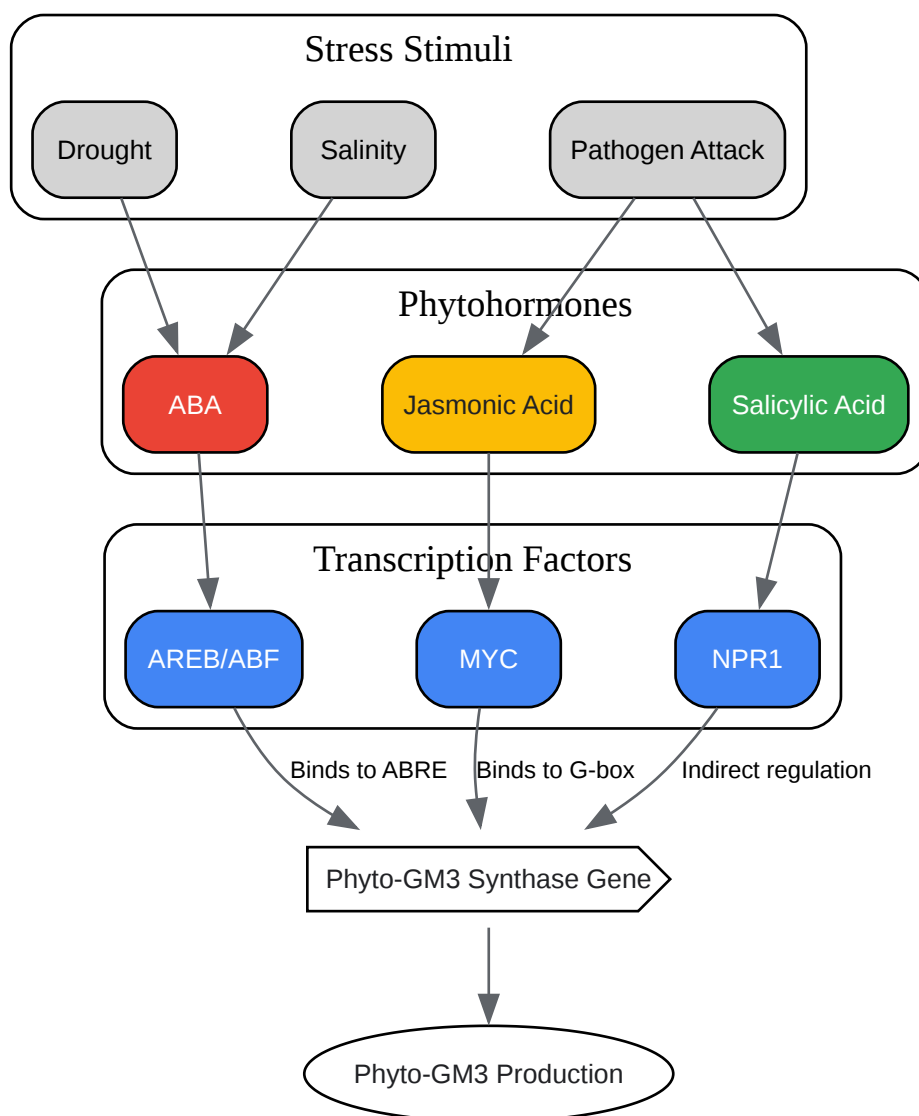 Stress Stimuli
Drought
Salinity
Pathogen Attack
Phytohormones
ABA
Jasmonic Acid
Salicylic Acid
Transcription Factors
AREB/ABF
MYC
NPR1
Binds to ABRE
Binds to G-box
Indirect regulation
Phyto-GM3 Synthase Gene
Phyto-GM3 Production